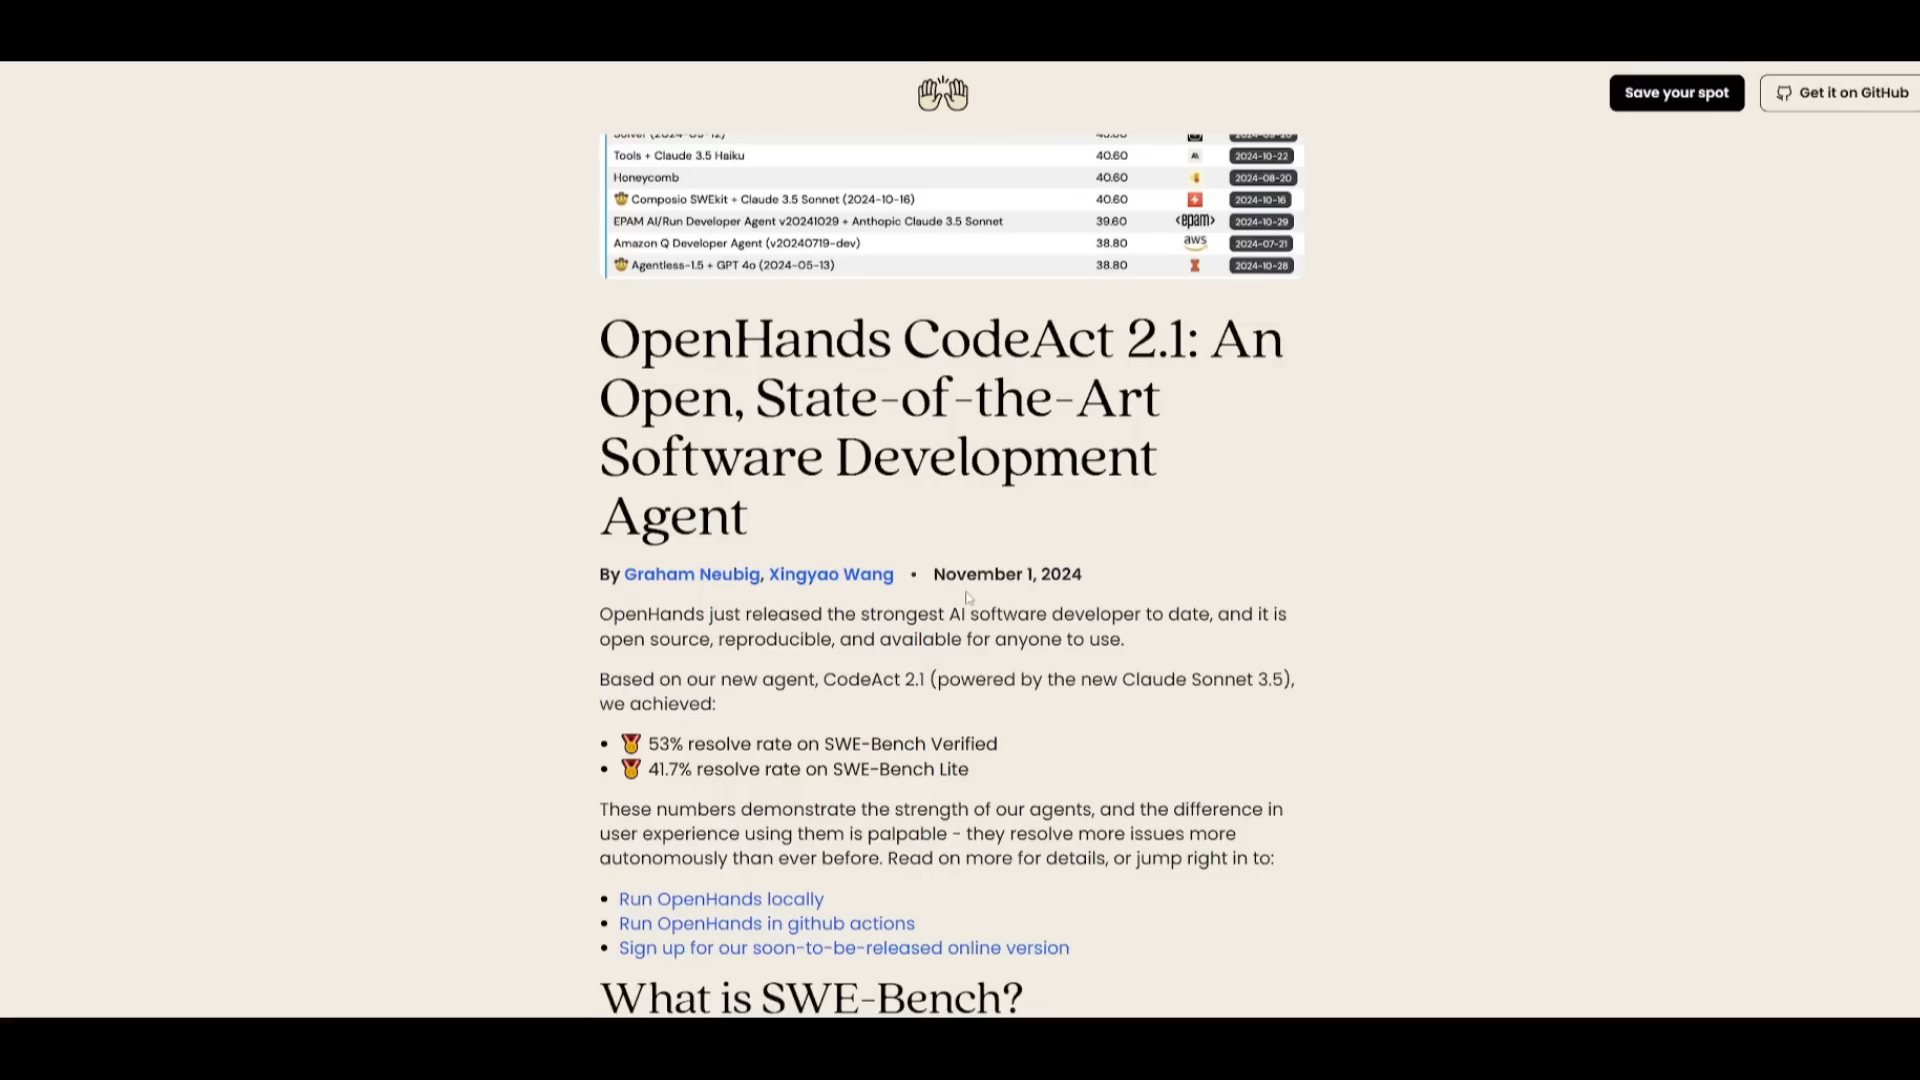 Save your spot
Get it on GitHub
Tools + Claude 3.5 Haiku 40.60 2024-10-22
Honeycomb 40.60 2024-08-20
Composio SWEkit + Claude 3.5 Sonnet (2024-10-16) 40.60 2024-10-16
EPAM AI/Run Developer Agent v20241029 + Anthopic Claude 3.5 Sonnet 39.60 <epam> 2024-10-29
Amazon Q Developer Agent (v20240719-dev) 38.80 aws 2024-07-21
Agentless-1.5 + GPT 4o (2024-05-13) 38.80 2024-10-28
OpenHands CodeAct 2.1: An
Open, State-of-the-Art
Software Development
Agent
By Graham Neubig, Xingyao Wang • November 1, 2024
OpenHands just released the strongest AI software developer to date, and it is
open source, reproducible, and available for anyone to use.
Based on our new agent, CodeAct 2.1 (powered by the new Claude Sonnet 3.5),
we achieved:
• 53% resolve rate on SWE-Bench Verified
• 41.7% resolve rate on SWE-Bench Lite
These numbers demonstrate the strength of our agents, and the difference in
user experience using them is palpable - they resolve more issues more
autonomously than ever before. Read on more for details, or jump right in to:
• Run OpenHands locally
• Run OpenHands in github actions
• Sign up for our soon-to-be-released online version
What is SWE-Bench?